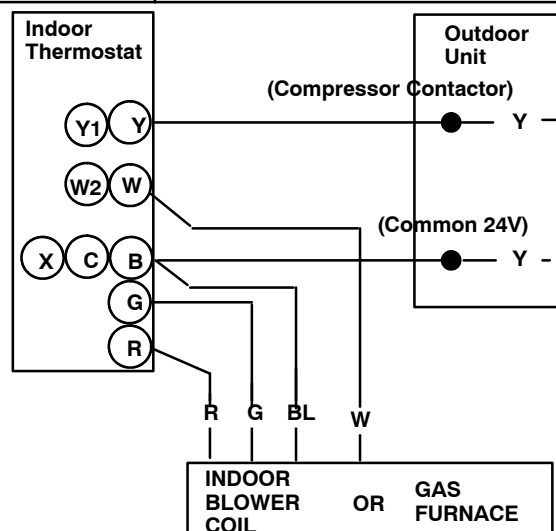 Indoor
Thermostat
Outdoor
Unit
(Compressor Contactor)
Y1 Y Y
W2 W
(Common 24V)
X C B Y
G
R
R G BL W
INDOOR
BLOWER
COIL
OR
GAS
FURNACE